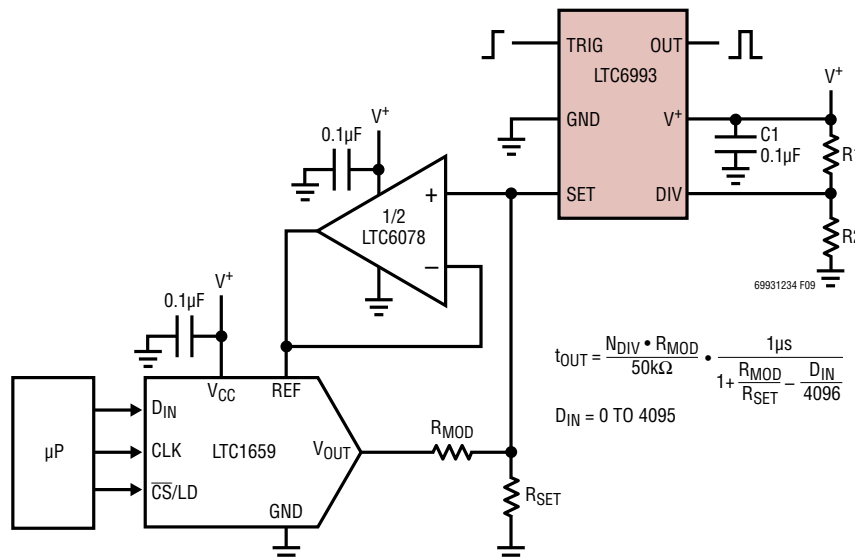 TRIG
OUT
LTC6993
V+
GND
V+
C1
0.1µF
R1
SET
DIV
R2
69931234 F09
V+
0.1µF
+
1/2
LTC6078
−
V+
0.1µF
VCC
REF
µP
DIN
CLK
CS/LD
LTC1659
VOUT
GND
RMOD
RSET
tOUT = NDIV • RMOD / 50kΩ • 1µs / 1 + RMOD / RSET − DIN / 4096
DIN = 0 TO 4095